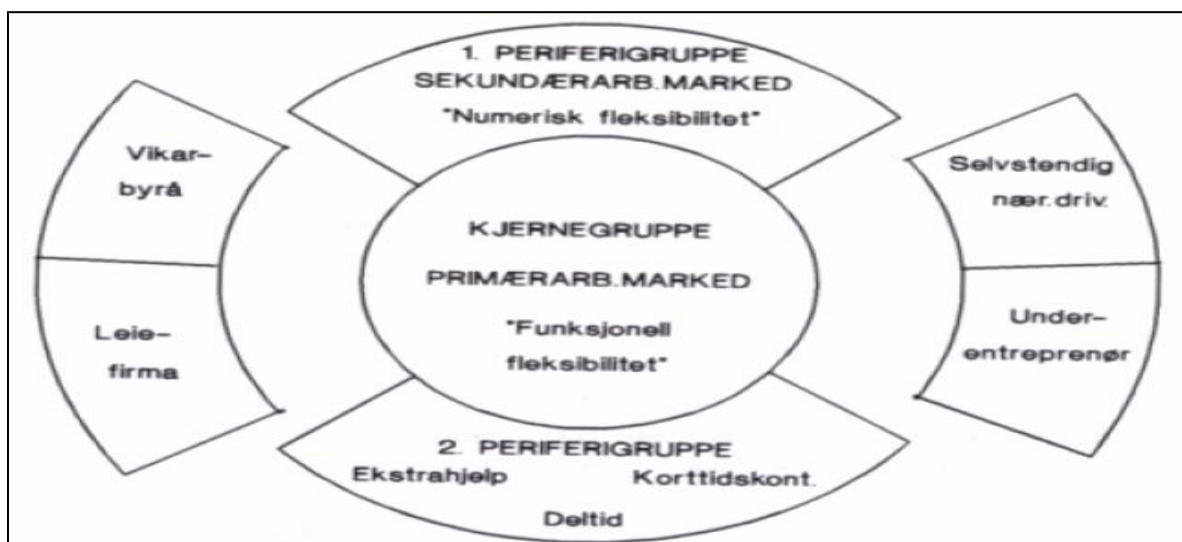 1. PERIFERIGRUPPE
SEKUNDÆRARB.MARKED
"Numerisk fleksibilitet"
Vikar-
byrå
Leie-
firma
KJERNEGRUPPE
PRIMÆRARB.MARKED
"Funksjonell
fleksibilitet"
Selvstendig
nær.driv.
Under-
entreprenør
2. PERIFERIGRUPPE
Ekstrahjelp Korttidskont.
Deltid